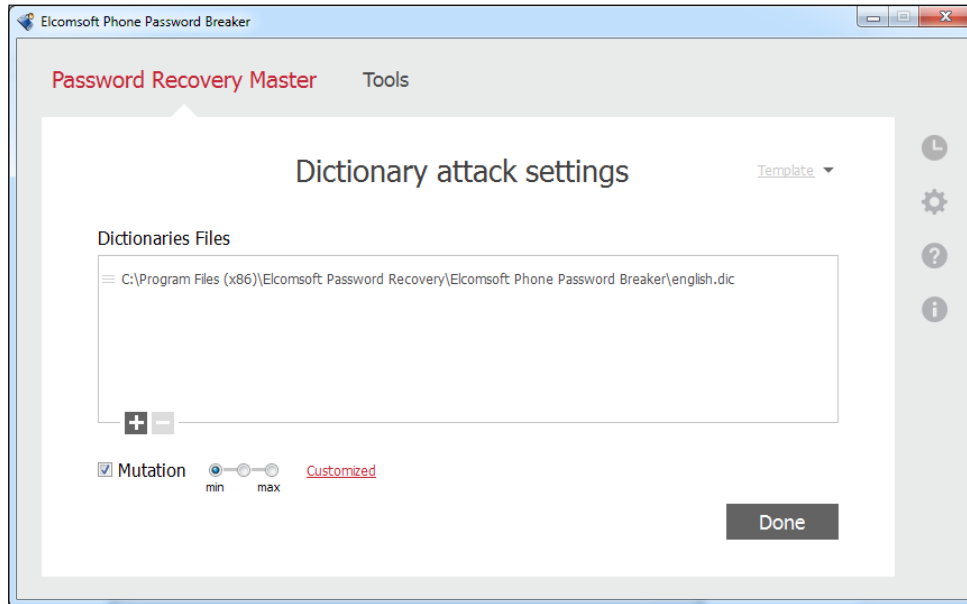 Elcomsoft Phone Password Breaker
Password Recovery Master
Tools
Dictionary attack settings
Template
Dictionaries Files
C:\Program Files (x86)\Elcomsoft Password Recovery\Elcomsoft Phone Password Breaker\english.dic
Mutation
min
max
Customized
Done